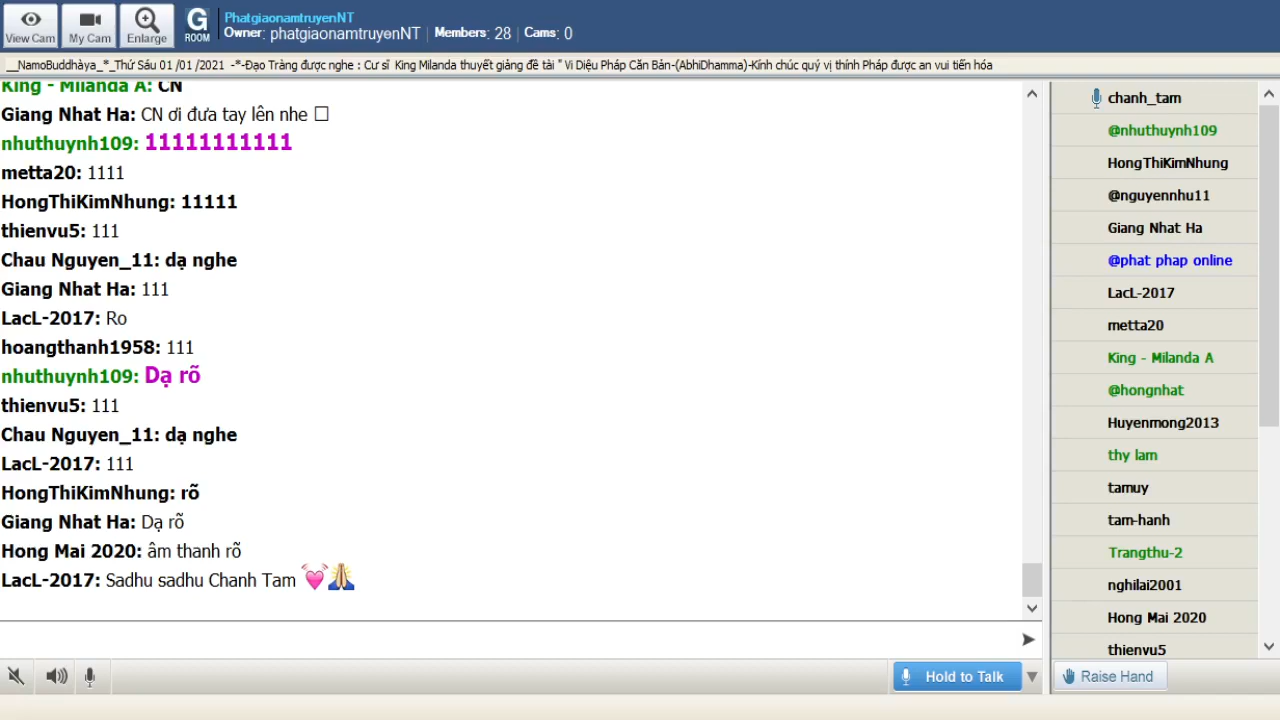 View Cam
My Cam
Enlarge
G
ROOM
PhatgiaonamtruyenNT
Owner: phatgiaonamtruyenNT | Members: 28 | Cams: 0
__NamoBuddhàya_*_Thứ Sáu 01 /01 /2021 -*-Đạo Tràng được nghe : Cư sĩ King Milanda thuyết giảng đề tài " Vi Diệu Pháp Căn Bản-(AbhiDhamma)-Kính chúc quý vị thính Pháp được an vui tiến hóa
King - Milanda A: CN
Giang Nhat Ha: CN ơi đưa tay lên nhe □
nhuthuynh109: 11111111111
metta20: 1111
HongThiKimNhung: 11111
thienvu5: 111
Chau Nguyen_11: dạ nghe
Giang Nhat Ha: 111
LacL-2017: Ro
hoangthanh1958: 111
nhuthuynh109: Dạ rõ
thienvu5: 111
Chau Nguyen_11: dạ nghe
LacL-2017: 111
HongThiKimNhung: rõ
Giang Nhat Ha: Dạ rõ
Hong Mai 2020: âm thanh rõ
LacL-2017: Sadhu sadhu Chanh Tam 💓🙏
chanh_tam
@nhuthuynh109
HongThiKimNhung
@nguyennhu11
Giang Nhat Ha
@phat phap online
LacL-2017
metta20
King - Milanda A
@hongnhat
Huyenmong2013
thy lam
tamuy
tam-hanh
Trangthu-2
nghilai2001
Hong Mai 2020
thienvu5
Hold to Talk
Raise Hand